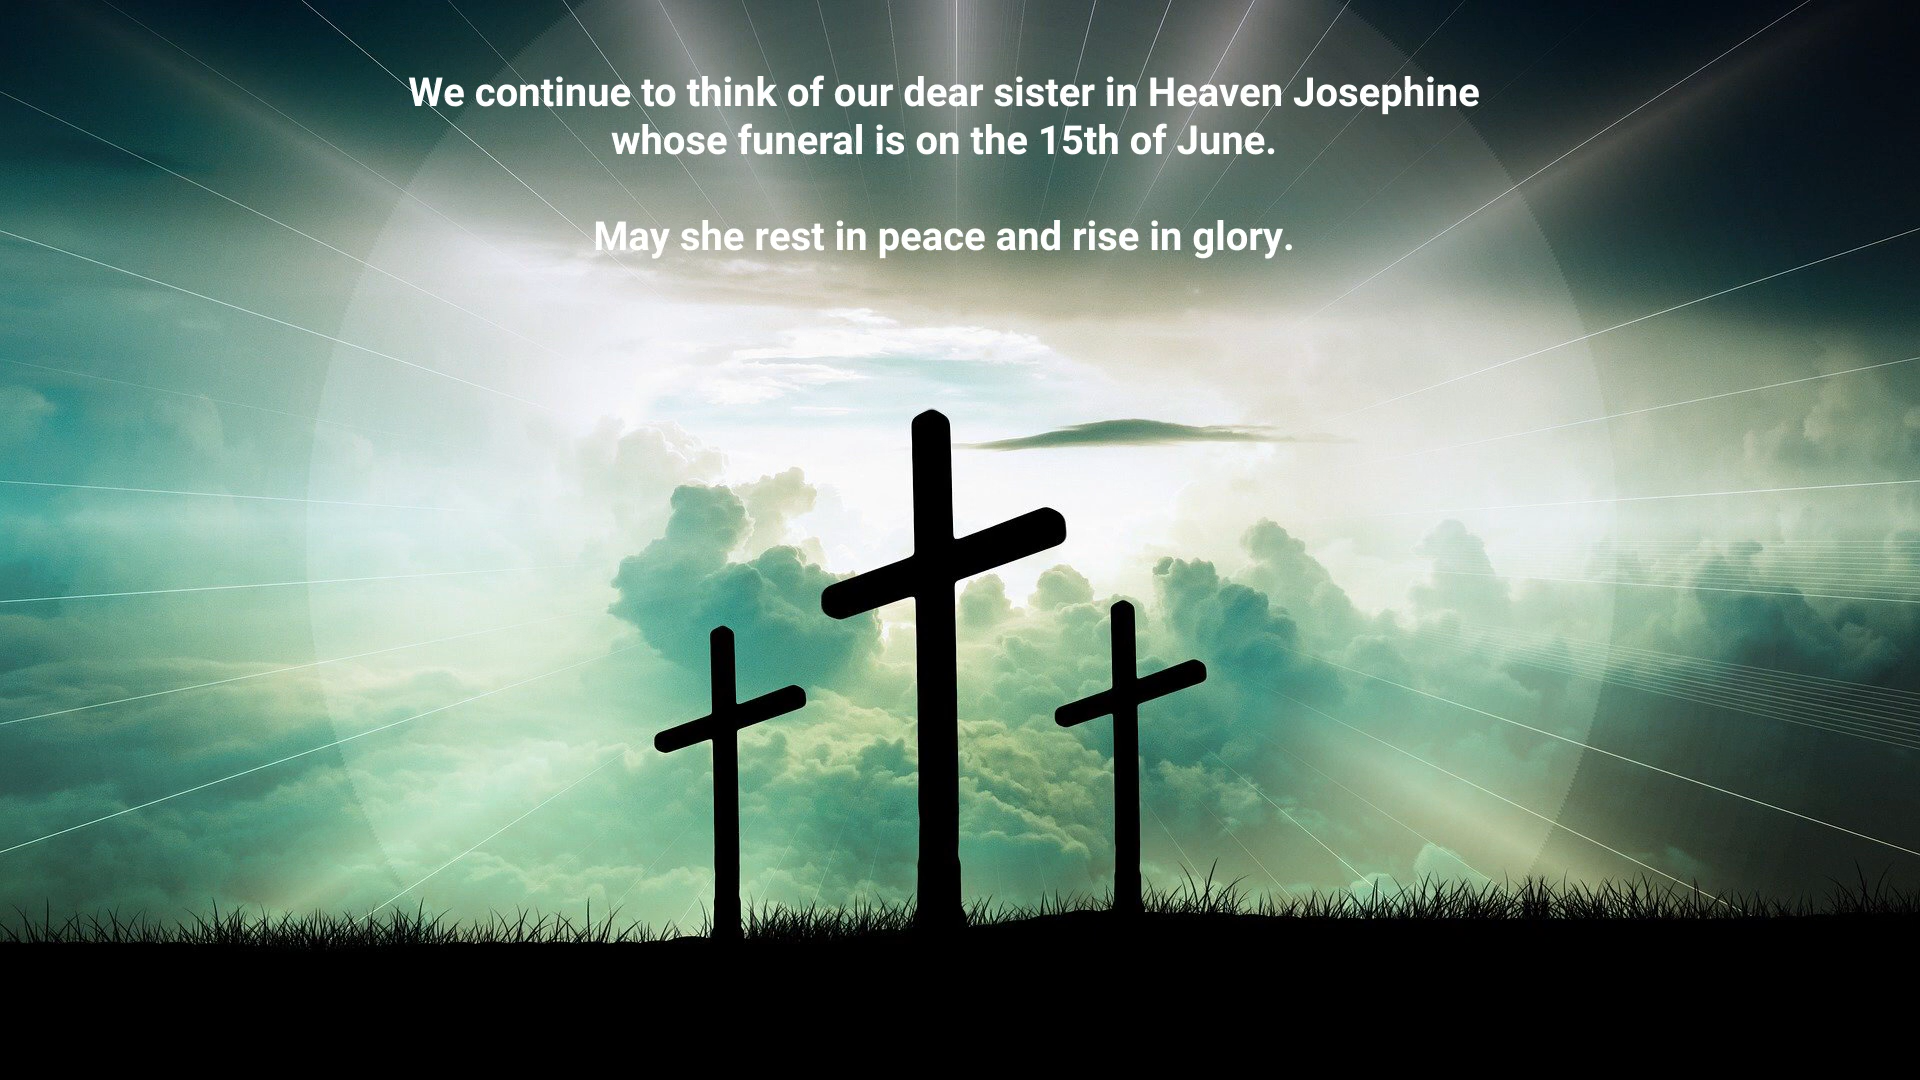 We continue to think of our dear sister in Heaven Josephine
whose funeral is on the 15th of June.
May she rest in peace and rise in glory.